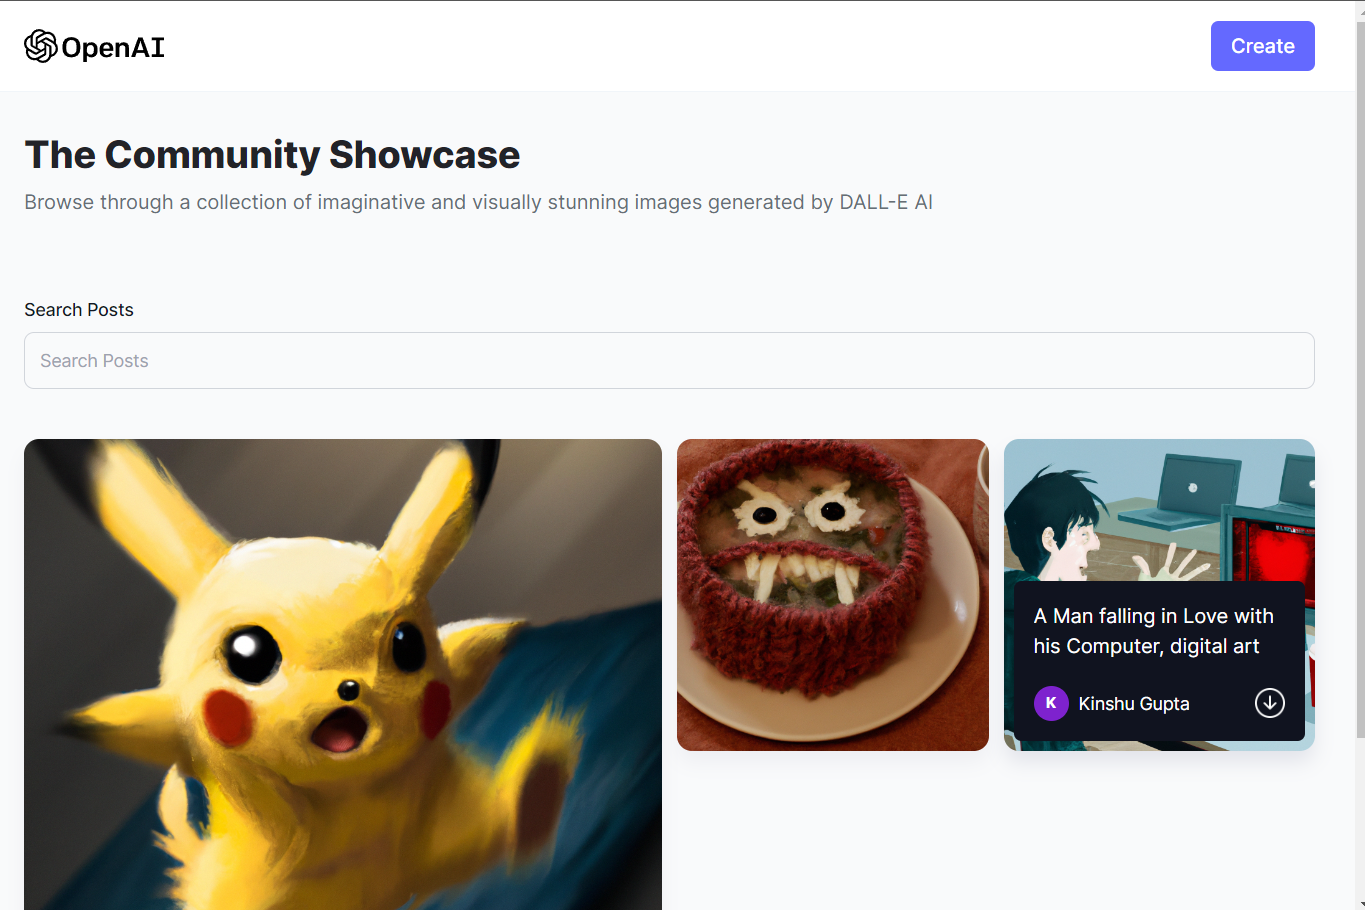 OpenAI
Create
The Community Showcase
Browse through a collection of imaginative and visually stunning images generated by DALL-E AI
Search Posts
Search Posts
A Man falling in Love with
his Computer, digital art
K
Kinshu Gupta